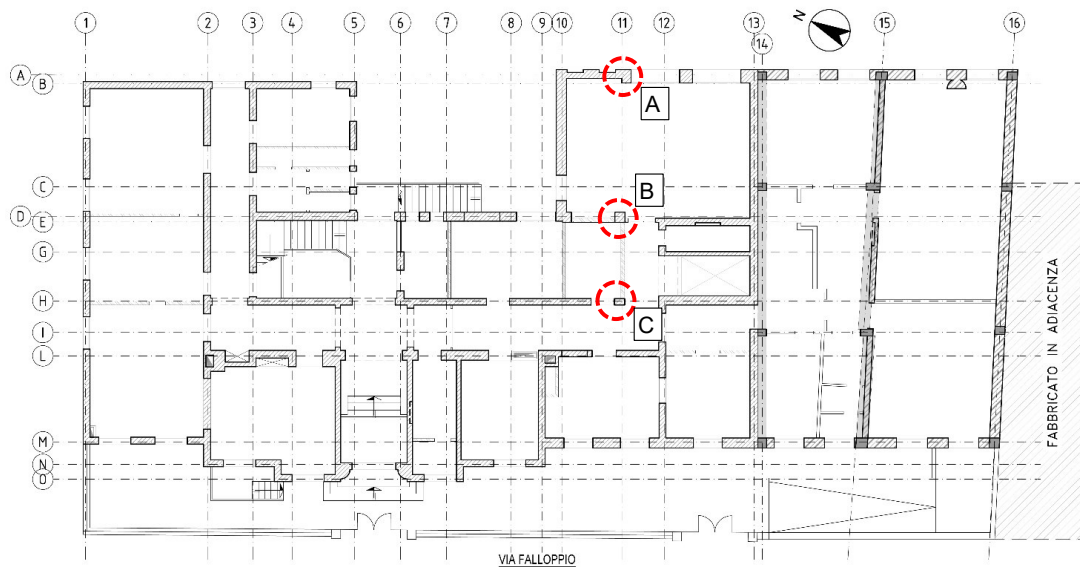 1 2 3 4 5 6 7 8 9 10 11 12 13 14 15 16
N
A
B
C
D
E
G
H
I
L
M
N
O
A
B
C
FABBRICATO IN ADIACENZA
VIA FALLOPPIO